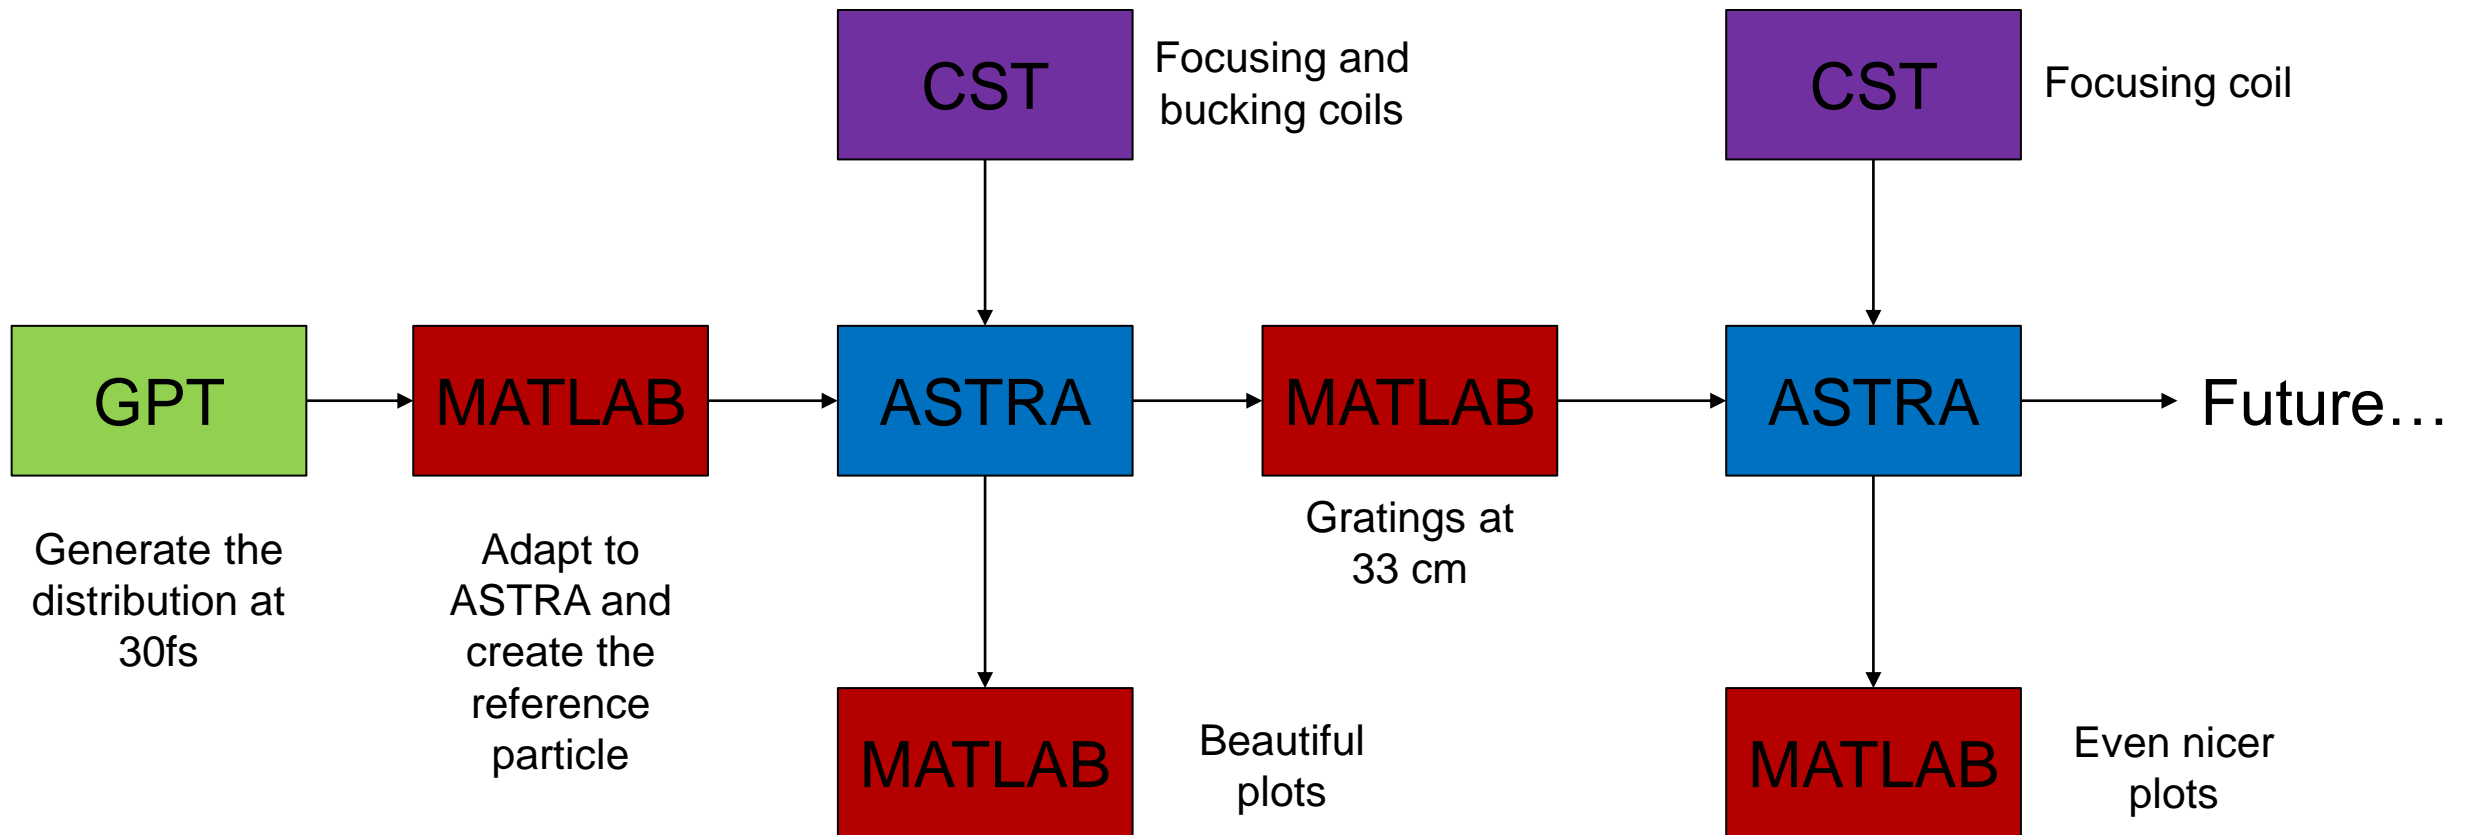 CST
Focusing and
bucking coils
CST
Focusing coil
GPT
MATLAB
ASTRA
MATLAB
ASTRA
Future…
Generate the
distribution at
30fs
Adapt to
ASTRA and
create the
reference
particle
Gratings at
33 cm
MATLAB
Beautiful
plots
MATLAB
Even nicer
plots